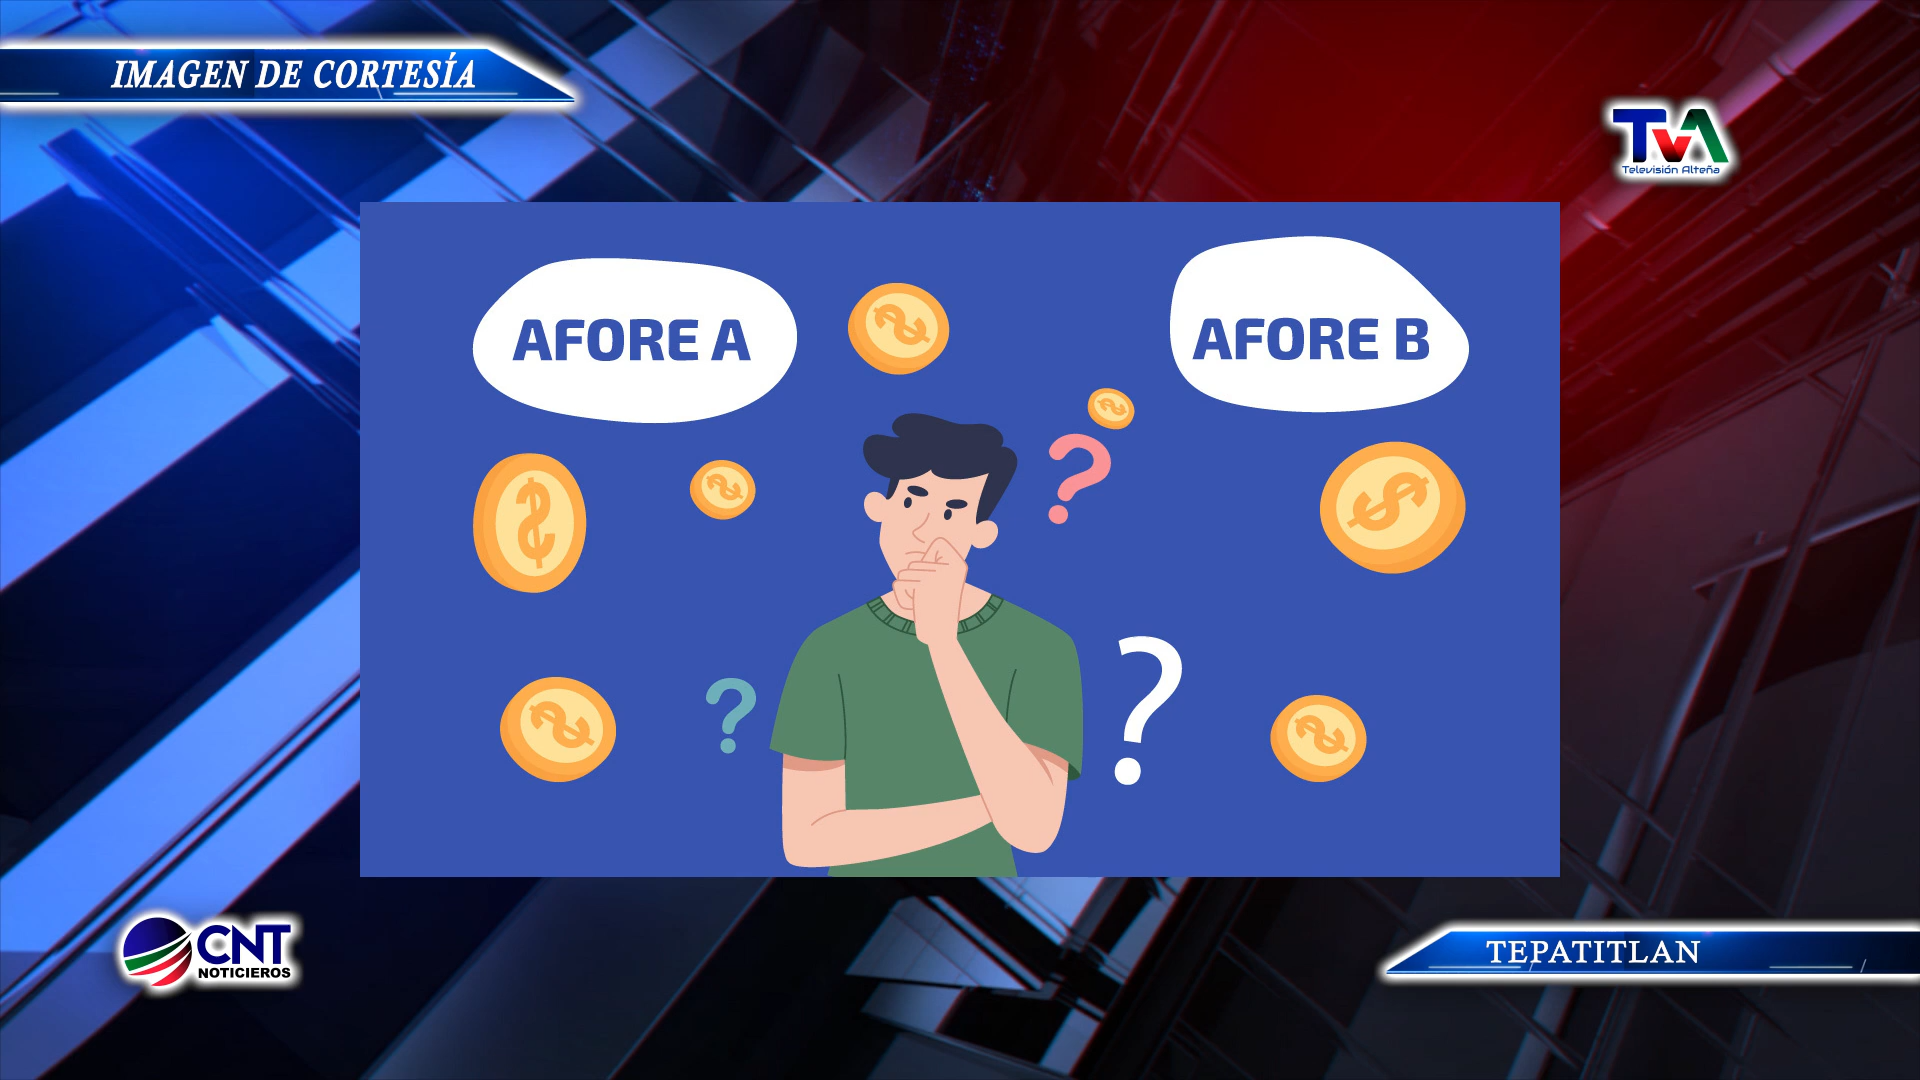 IMAGEN DE CORTESÍA
TvA
Televisión Alteña
AFORE A
AFORE B
?
?
?
CNT
NOTICIEROS
TEPATITLAN